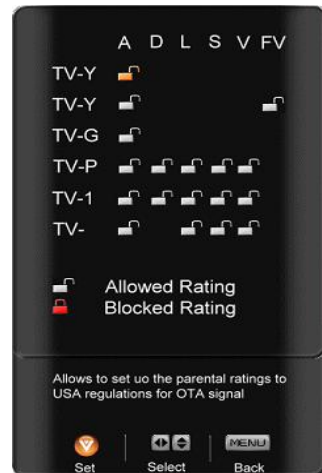 A D L S V FV
TV-Y
TV-Y
TV-G
TV-P
TV-1
TV-
Allowed Rating
Blocked Rating
Allows to set uo the parental ratings to
USA regulations for OTA signal
MENU
Set Select Back